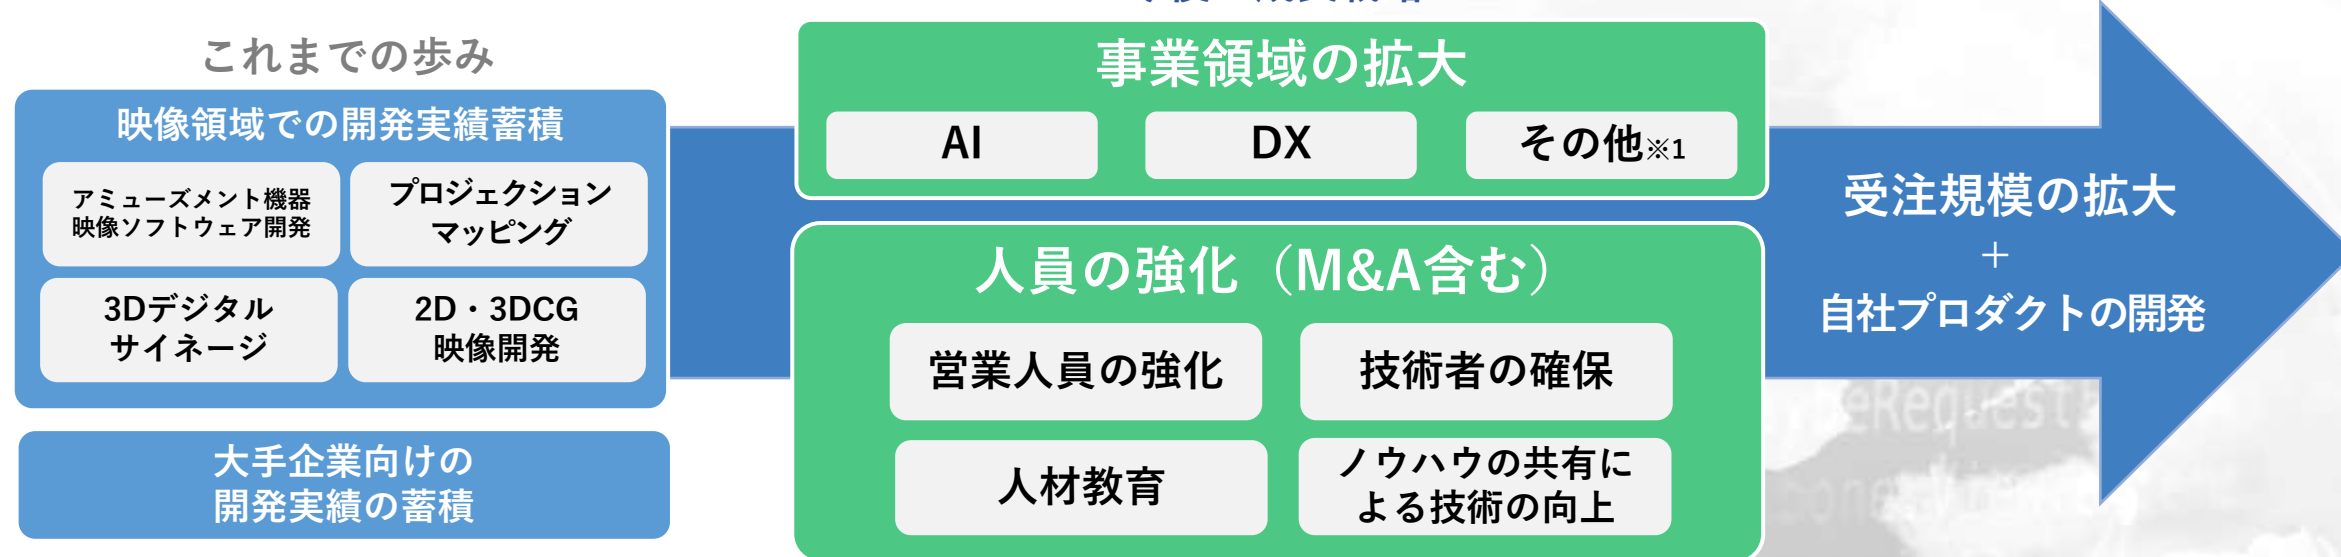 これまでの歩み
映像領域での開発実績蓄積
アミューズメント機器
映像ソフトウェア開発
プロジェクション
マッピング
3Dデジタル
サイネージ
2D・3DCG
映像開発
大手企業向けの
開発実績の蓄積
事業領域の拡大
AI
DX
その他※1
人員の強化（M&A含む）
営業人員の強化
技術者の確保
人材教育
ノウハウの共有に
よる技術の向上
受注規模の拡大
＋
自社プロダクトの開発